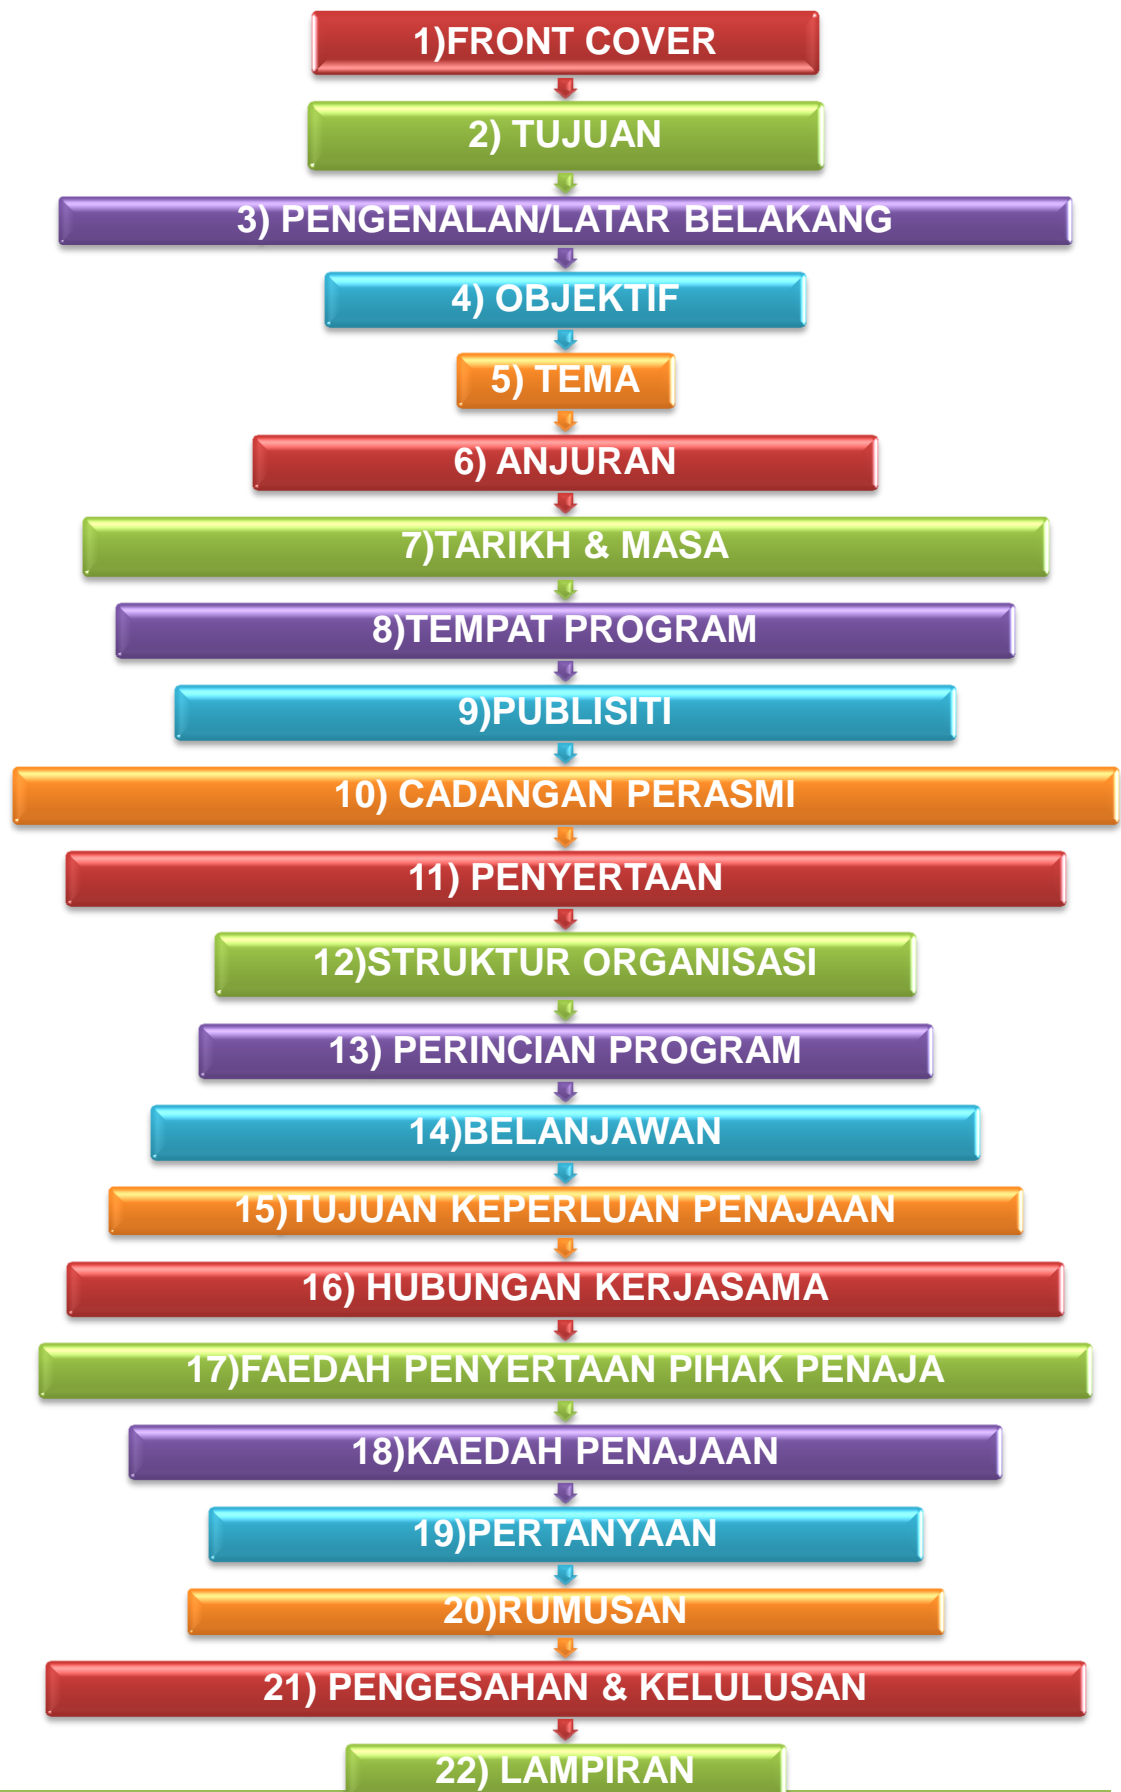 1)FRONT COVER
2) TUJUAN
3) PENGENALAN/LATAR BELAKANG
4) OBJEKTIF
5) TEMA
6) ANJURAN
7)TARIKH & MASA
8)TEMPAT PROGRAM
9)PUBLISITI
10) CADANGAN PERASMI
11) PENYERTAAN
12)STRUKTUR ORGANISASI
13) PERINCIAN PROGRAM
14)BELANJAWAN
15)TUJUAN KEPERLUAN PENAJAAN
16) HUBUNGAN KERJASAMA
17)FAEDAH PENYERTAAN PIHAK PENAJA
18)KAEDAH PENAJAAN
19)PERTANYAAN
20)RUMUSAN
21) PENGESAHAN & KELULUSAN
22) LAMPIRAN